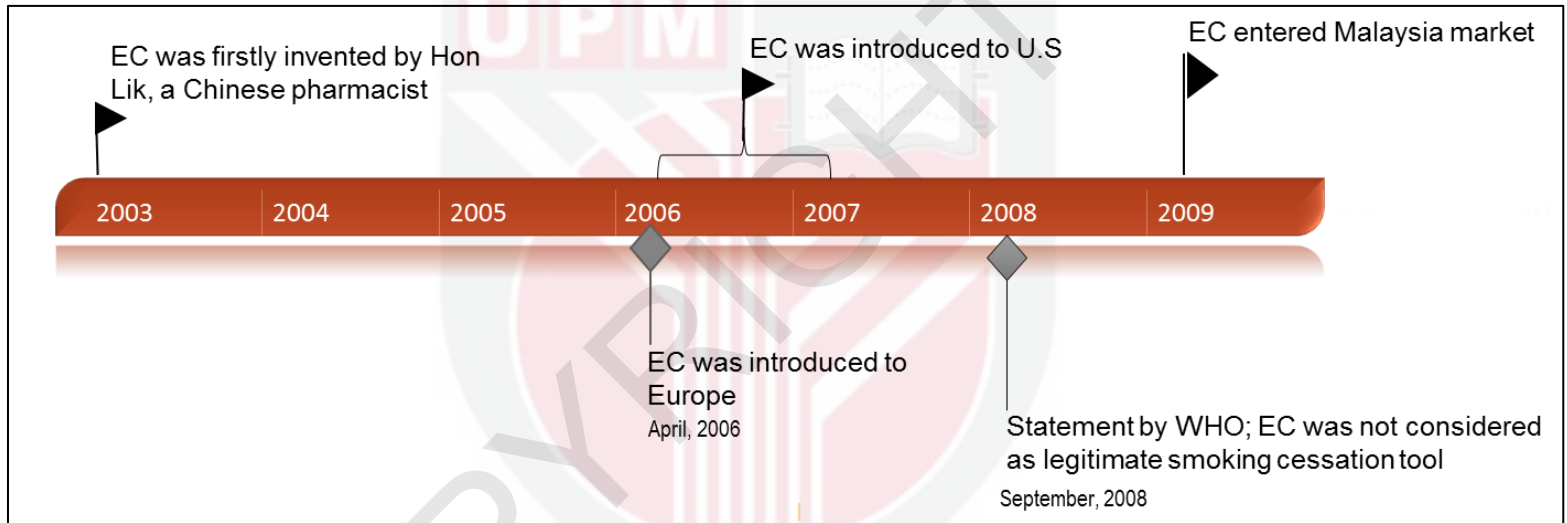 UPM
EC was firstly invented by Hon
Lik, a Chinese pharmacist
EC was introduced to U.S
EC entered Malaysia market
2003 2004 2005 2006 2007 2008 2009
EC was introduced to
Europe
April, 2006
Statement by WHO; EC was not considered
as legitimate smoking cessation tool
September, 2008
PYRIGHT